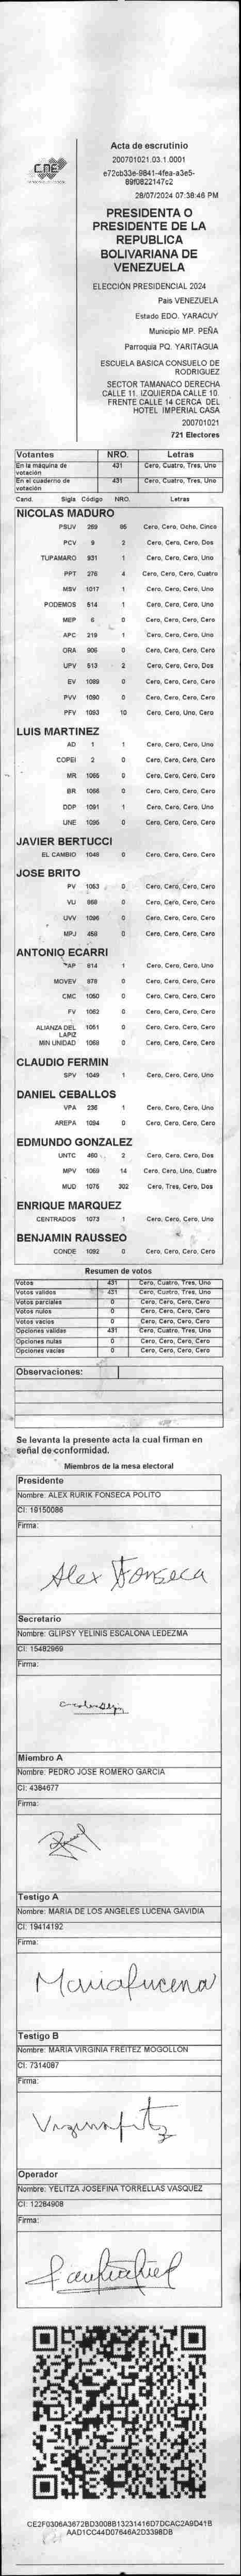 CNE
Acta de escrutinio
200701021.03.1.0001
e72cb33e-9841-4fea-a3e5-
89f0822147c2
28/07/2024 07:38:46 PM
PRESIDENTA O
PRESIDENTE DE LA
REPUBLICA
BOLIVARIANA DE
VENEZUELA
ELECCIÓN PRESIDENCIAL 2024
Pais VENEZUELA
Estado EDO. YARACUY
Municipio MP. PEÑA
Parroquia PQ. YARITAGUA
ESCUELA BASICA CONSUELO DE
RODRIGUEZ
SECTOR TAMANACO DERECHA
CALLE 11. IZQUIERDA CALLE 10.
FRENTE CALLE 14 CERCA DEL
HOTEL IMPERIAL CASA
200701021
721 Electores
Votantes NRO. Letras
En la máquina de votación 431 Cero, Cuatro, Tres, Uno
En el cuaderno de votación 431 Cero, Cuatro, Tres, Uno
Cand. Sigla Código NRO. Letras
NICOLAS MADURO
PSUV 269 85 Cero, Cero, Ocho, Cinco
PCV 9 2 Cero, Cero, Cero, Dos
TUPAMARO 931 1 Cero, Cero, Cero, Uno
PPT 276 4 Cero, Cero, Cero, Cuatro
MSV 1017 1 Cero, Cero, Cero, Uno
PODEMOS 514 1 Cero, Cero, Cero, Uno
MEP 6 0 Cero, Cero, Cero, Cero
APC 219 1 Cero, Cero, Cero, Uno
ORA 906 0 Cero, Cero, Cero, Cero
UPV 513 2 Cero, Cero, Cero, Dos
EV 1089 0 Cero, Cero, Cero, Cero
PVV 1090 0 Cero, Cero, Cero, Cero
PFV 1093 10 Cero, Cero, Uno, Cero
LUIS MARTINEZ
AD 1 1 Cero, Cero, Cero, Uno
COPEI 2 0 Cero, Cero, Cero, Cero
MR 1065 0 Cero, Cero, Cero, Cero
BR 1066 0 Cero, Cero, Cero, Cero
DDP 1091 1 Cero, Cero, Cero, Uno
UNE 1095 0 Cero, Cero, Cero, Cero
JAVIER BERTUCCI
EL CAMBIO 1048 0 Cero, Cero, Cero, Cero
JOSE BRITO
PV 1053 0 Cero, Cero, Cero, Cero
VU 868 0 Cero, Cero, Cero, Cero
UVV 1096 0 Cero, Cero, Cero, Cero
MPJ 458 0 Cero, Cero, Cero, Cero
ANTONIO ECARRI
AP 614 1 Cero, Cero, Cero, Uno
MOVEV 878 0 Cero, Cero, Cero, Cero
CMC 1050 0 Cero, Cero, Cero, Cero
FV 1062 0 Cero, Cero, Cero, Cero
ALIANZA DEL LAPIZ 1051 0 Cero, Cero, Cero, Cero
MIN UNIDAD 1068 0 Cero, Cero, Cero, Cero
CLAUDIO FERMIN
SPV 1049 1 Cero, Cero, Cero, Uno
DANIEL CEBALLOS
VPA 236 1 Cero, Cero, Cero, Uno
AREPA 1094 0 Cero, Cero, Cero, Cero
EDMUNDO GONZALEZ
UNTC 460 2 Cero, Cero, Cero, Dos
MPV 1069 14 Cero, Cero, Uno, Cuatro
MUD 1075 302 Cero, Tres, Cero, Dos
ENRIQUE MARQUEZ
CENTRADOS 1073 1 Cero, Cero, Cero, Uno
BENJAMIN RAUSSEO
CONDE 1092 0 Cero, Cero, Cero, Cero
Resumen de votos
Votos 431 Cero, Cuatro, Tres, Uno
Votos validos 431 Cero, Cuatro, Tres, Uno
Votos parciales 0 Cero, Cero, Cero, Cero
Votos nulos 0 Cero, Cero, Cero, Cero
Votos vacios 0 Cero, Cero, Cero, Cero
Opciones validas 431 Cero, Cuatro, Tres, Uno
Opciones nulas 0 Cero, Cero, Cero, Cero
Opciones vacias 0 Cero, Cero, Cero, Cero
Observaciones:
Se levanta la presente acta la cual firman en
señal de conformidad.
Miembros de la mesa electoral
Presidente
Nombre: ALEX RURIK FONSECA POLITO
CI: 19150086
Firma:
Alex Fonseca
Secretario
Nombre: GLIPSY YELINIS ESCALONA LEDEZMA
CI: 15482969
Firma:
Miembro A
Nombre: PEDRO JOSE ROMERO GARCIA
CI: 4384677
Firma:
Testigo A
Nombre: MARIA DE LOS ANGELES LUCENA GAVIDIA
CI: 19414192
Firma:
Maria Lucena
Testigo B
Nombre: MARIA VIRGINIA FREITEZ MOGOLLON
CI: 7314087
Firma:
Operador
Nombre: YELITZA JOSEFINA TORRELLAS VASQUEZ
CI: 12284908
Firma:
CE2F0306A3672BD3008B13231416D7DCAC2A9D41B
AAD1CC44D07646A2D3398DB